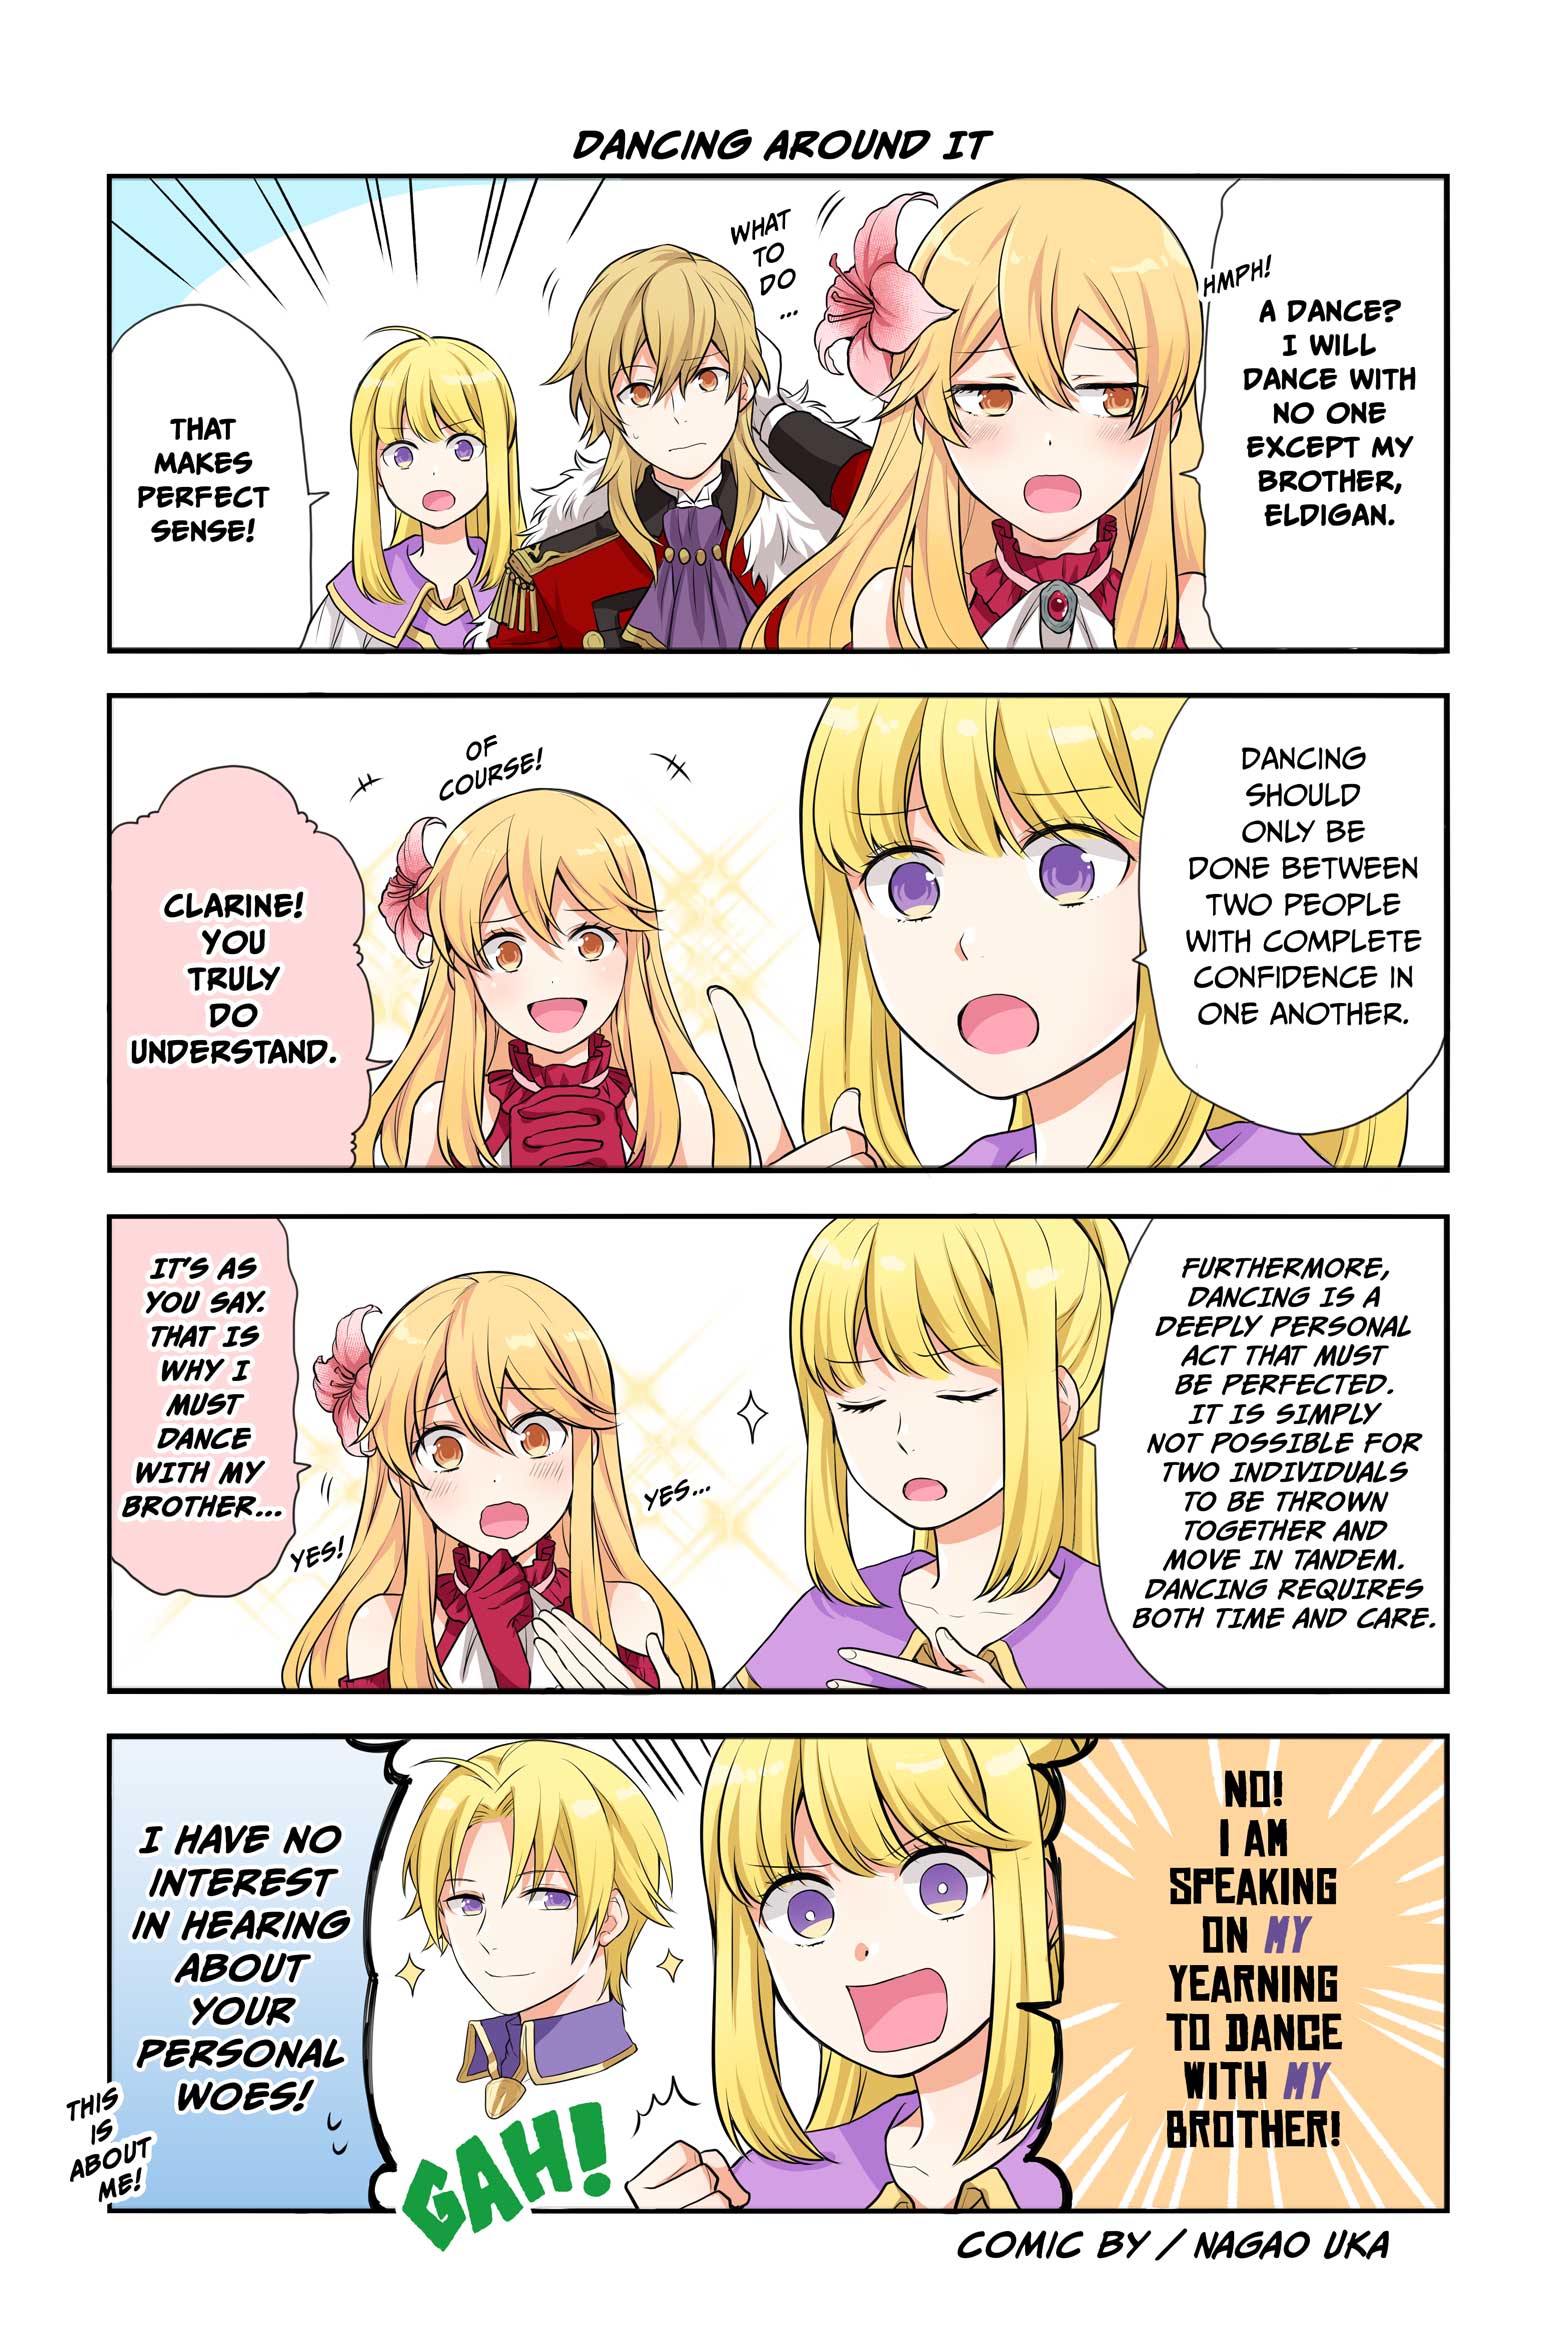 DANCING AROUND IT
HMPH!
A DANCE?
I WILL
DANCE WITH
NO ONE
EXCEPT MY
BROTHER,
ELDIGAN.
WHAT
TO
DO
...
THAT
MAKES
PERFECT
SENSE!
DANCING
SHOULD
ONLY BE
DONE BETWEEN
TWO PEOPLE
WITH COMPLETE
CONFIDENCE IN
ONE ANOTHER.
OF
COURSE!
CLARINE!
YOU
TRULY
DO
UNDERSTAND.
FURTHERMORE,
DANCING IS A
DEEPLY PERSONAL
ACT THAT MUST
BE PERFECTED.
IT IS SIMPLY
NOT POSSIBLE FOR
TWO INDIVIDUALS
TO BE THROWN
TOGETHER AND
MOVE IN TANDEM.
DANCING REQUIRES
BOTH TIME AND CARE.
YES...
YES!
IT'S AS
YOU SAY.
THAT IS
WHY I
MUST
DANCE
WITH MY
BROTHER...
NO!
I AM
SPEAKING
ON MY
YEARNING
TO DANCE
WITH MY
BROTHER!
GAH!
I HAVE NO
INTEREST
IN HEARING
ABOUT
YOUR
PERSONAL
WOES!
THIS
IS
ABOUT
ME!
COMIC BY / NAGAO UKA